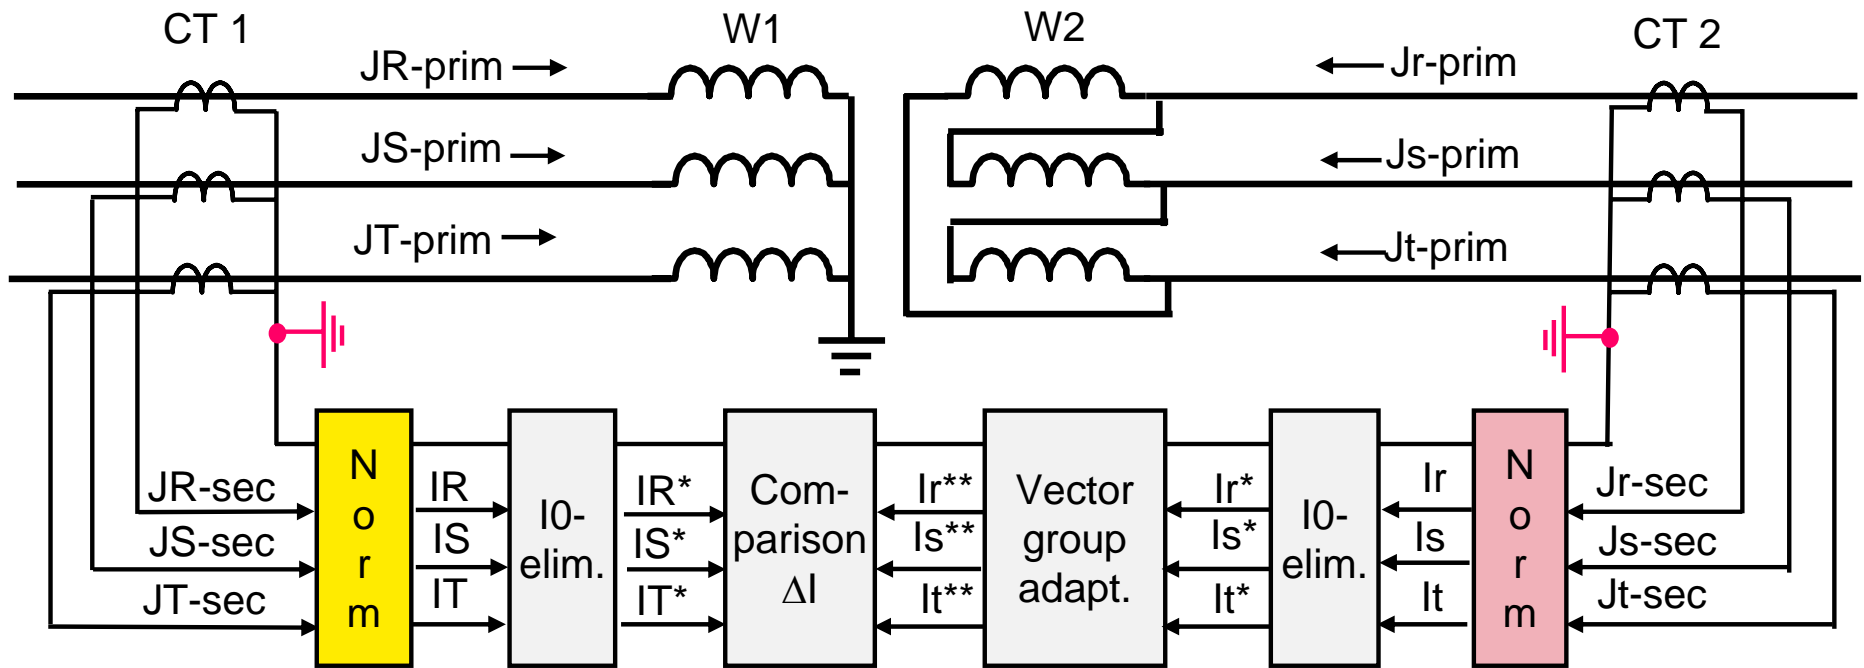 CT 1
W1
W2
CT 2
JR-prim
Jr-prim
JS-prim
Js-prim
JT-prim
Jt-prim
Norm
I0-
elim.
Com-
parison
ΔI
Vector
group
adapt.
I0-
elim.
Norm
JR-sec
IR
IR*
Ir**
Ir*
Ir
Jr-sec
JS-sec
IS
IS*
Is**
Is*
Is
Js-sec
JT-sec
IT
IT*
It**
It*
It
Jt-sec